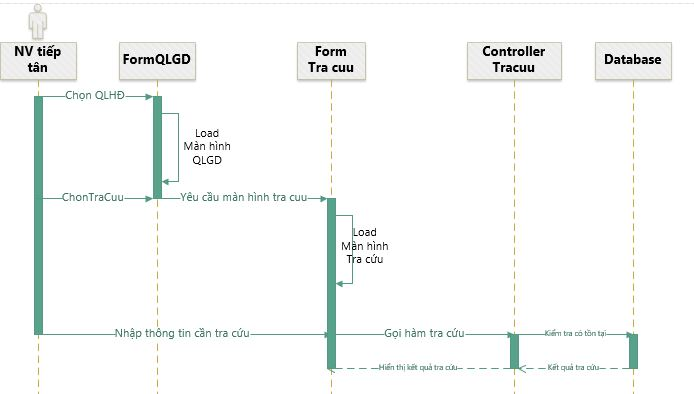 NV tiếp
tân
FormQLGD
Form
Tra cuu
Controller
Tracuu
Database
Chọn QLHĐ
Load
Màn hình
QLGD
ChonTraCuu
Yêu cầu màn hình tra cuu
Load
Màn hình
Tra cứu
Nhập thông tin cần tra cứu
Gọi hàm tra cứu
Kiểm tra có tồn tại
Hiển thị kết quả tra cứu
Kết quả tra cứu